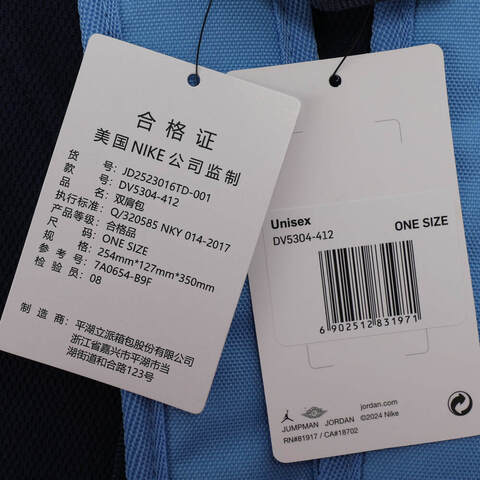 合格证
美国NIKE公司监制
货 号: JD2523016TD-001
款 号: DV5304-412
品 名: 双肩包
执行标准: Q/320585 NKY 014-2017
产品等级: 合格品
尺 码: ONE SIZE
规 格: 254mm*127mm*350mm
参 考 号: 7A0654-B9F
检 验 员: 08
制 造 商: 平湖立派箱包股份有限公司
浙江省嘉兴市平湖市当
湖街道和合路123号
Unisex
DV5304-412
ONE SIZE
6 902512 831971
JUMPMAN JORDAN
RN#81917 / CA#18702
jordan.com
©2024 Nike